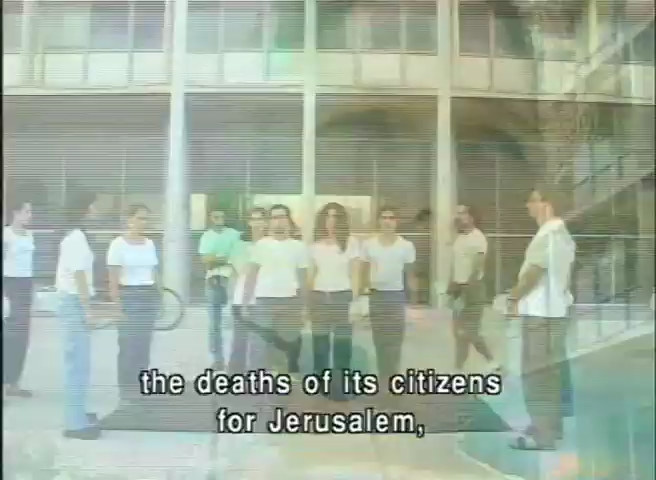 the deaths of its citizens
for Jerusalem,